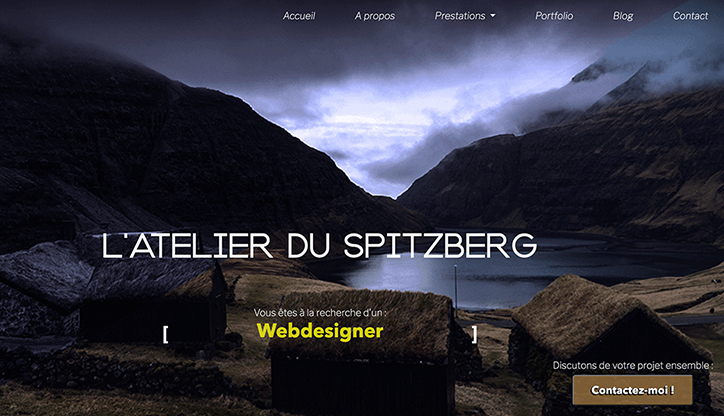 Accueil A propos Prestations Portfolio Blog Contact
L'ATELIER DU SPITZBERG
Vous êtes à la recherche d'un :
[ Webdesigner ]
Discutons de votre projet ensemble :
Contactez-moi !